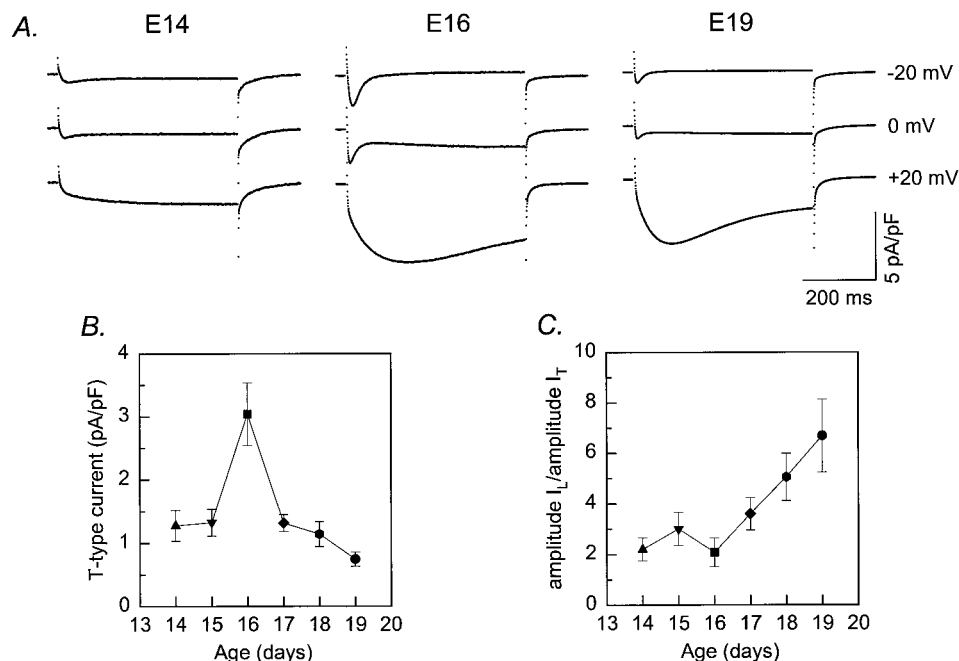 A.
E14
E16
E19
-20 mV
0 mV
+20 mV
5 pA/pF
200 ms
B.
T-type current (pA/pF)
4
3
2
1
0
13 14 15 16 17 18 19 20
Age (days)
C.
amplitude I_L/amplitude I_T
10
8
6
4
2
0
13 14 15 16 17 18 19 20
Age (days)